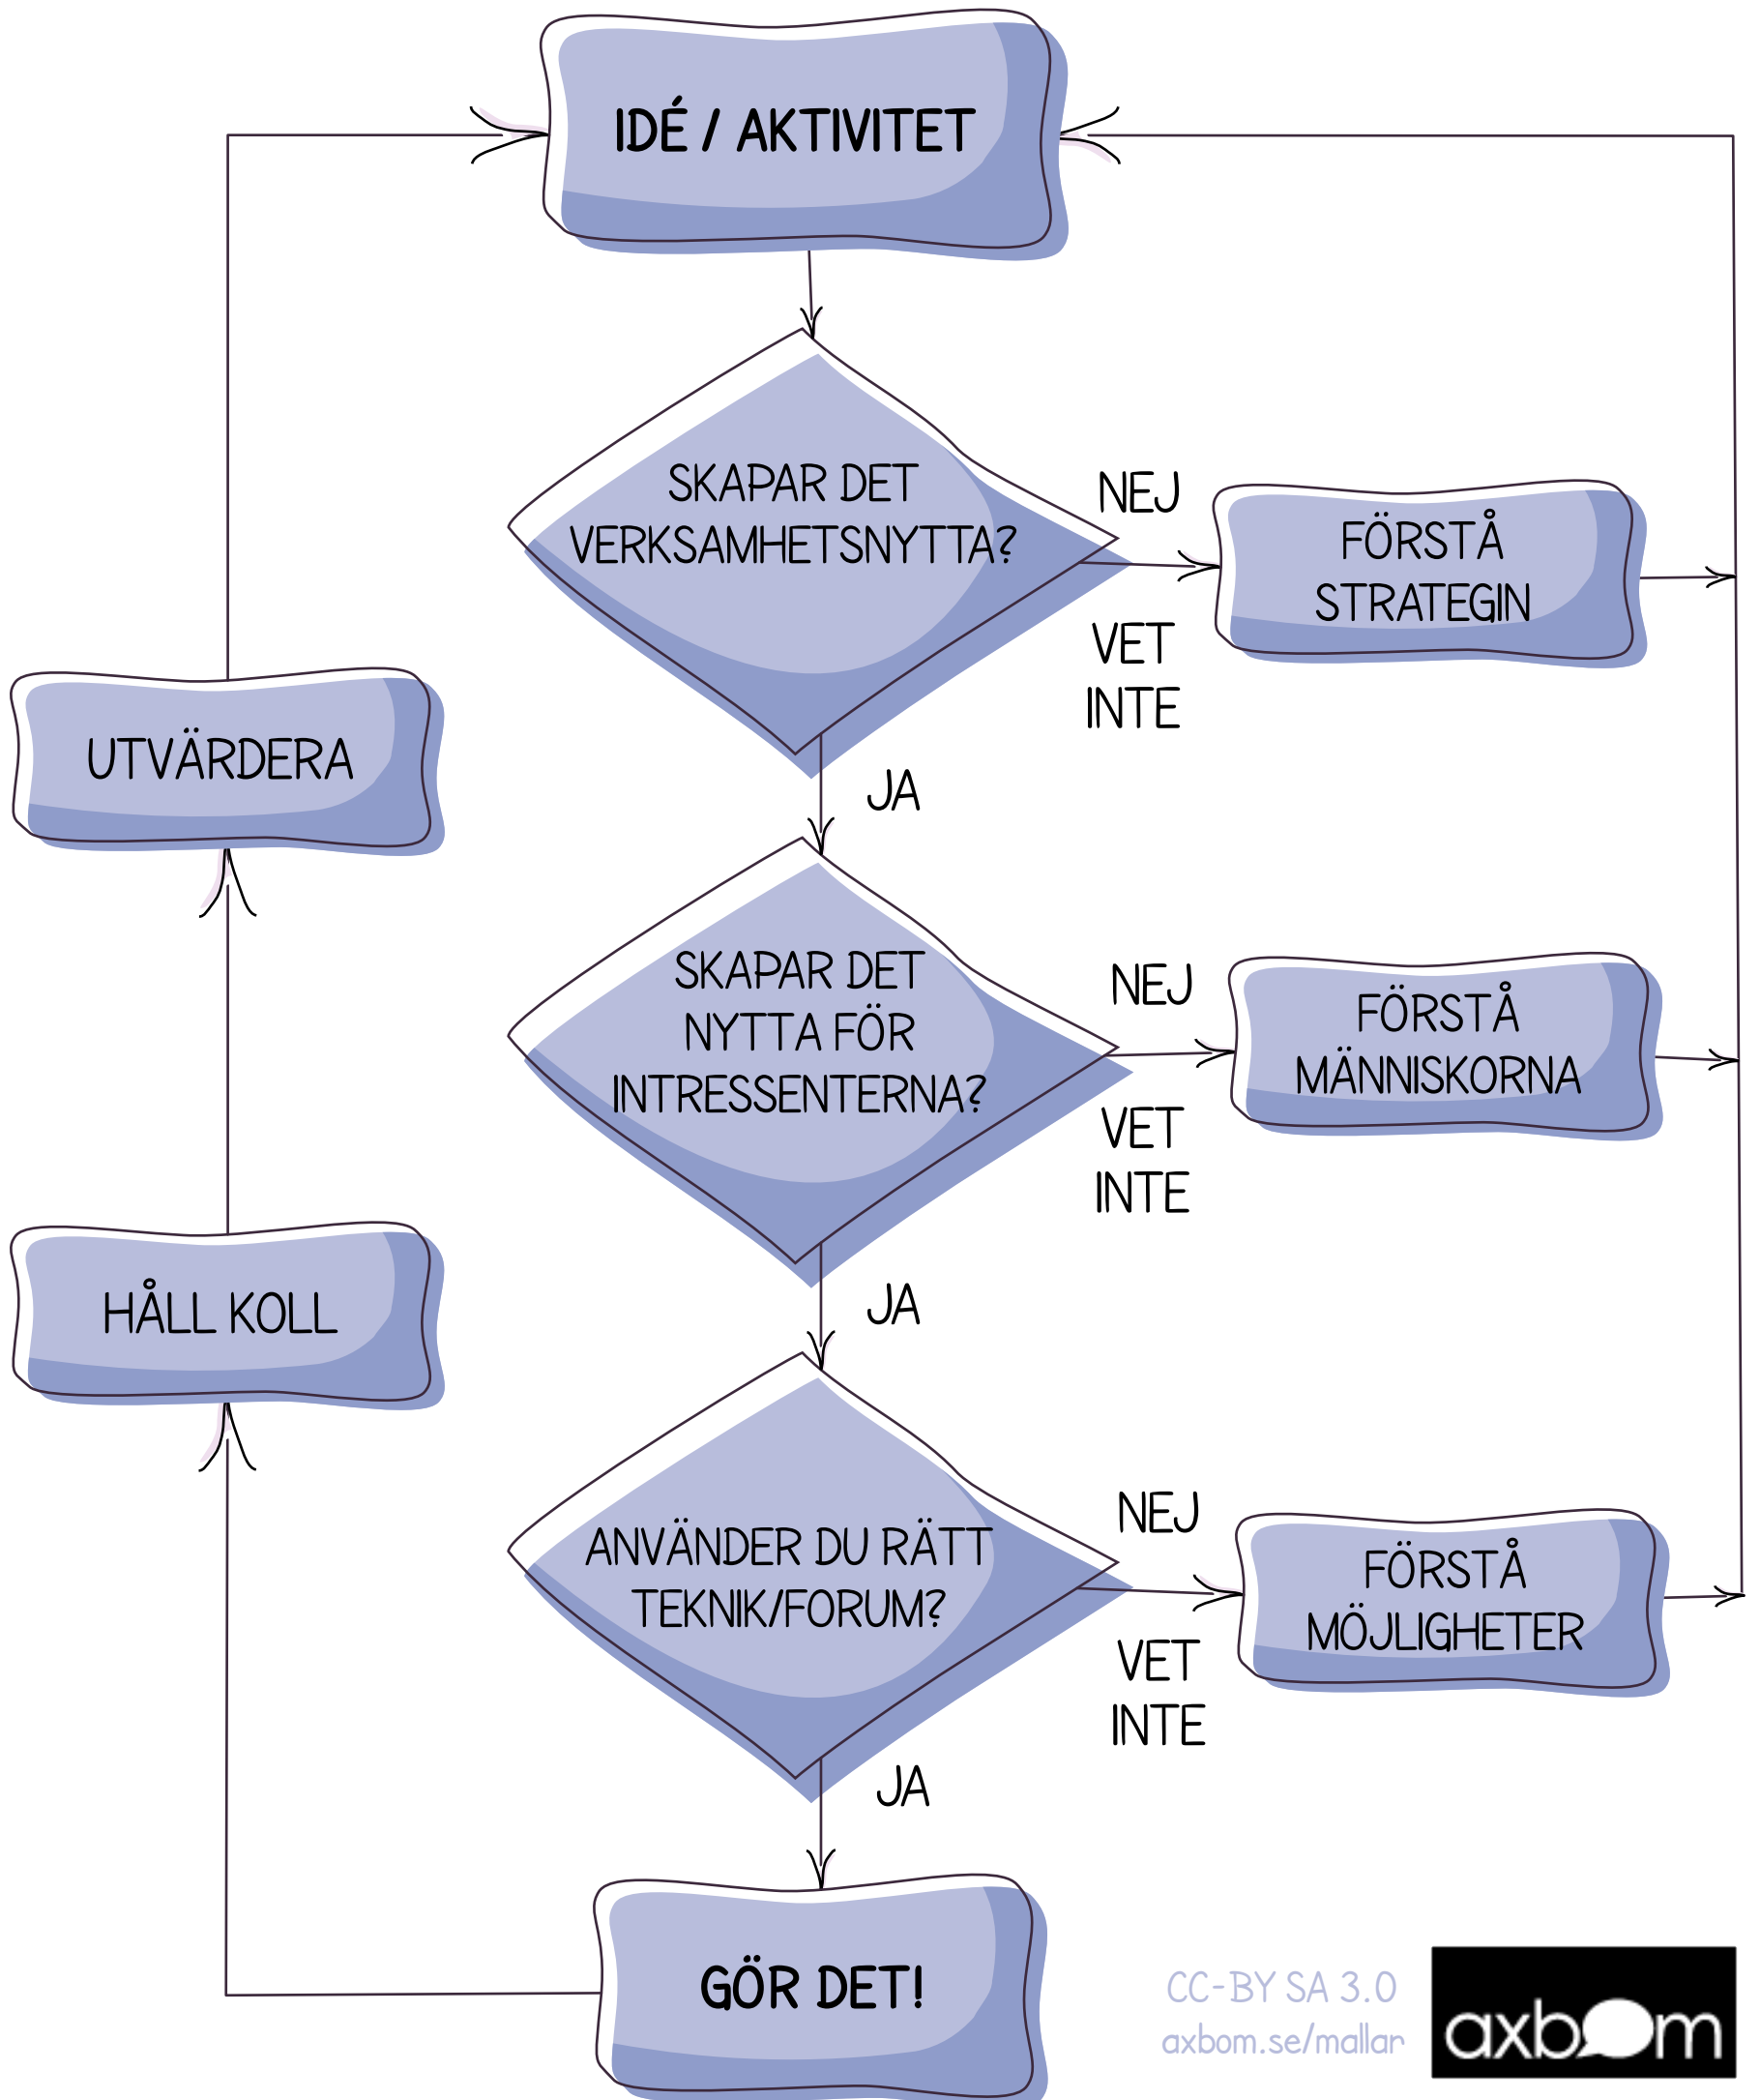 IDÉ / AKTIVITET
SKAPAR DET
VERKSAMHETSNYTTA?
NEJ
VET
INTE
FÖRSTÅ
STRATEGIN
JA
UTVÄRDERA
SKAPAR DET
NYTTA FÖR
INTRESSENTERNA?
NEJ
VET
INTE
FÖRSTÅ
MÄNNISKORNA
JA
HÅLL KOLL
ANVÄNDER DU RÄTT
TEKNIK/FORUM?
NEJ
VET
INTE
FÖRSTÅ
MÖJLIGHETER
JA
GÖR DET!
CC-BY SA 3.0
axbom.se/mallar
axbom